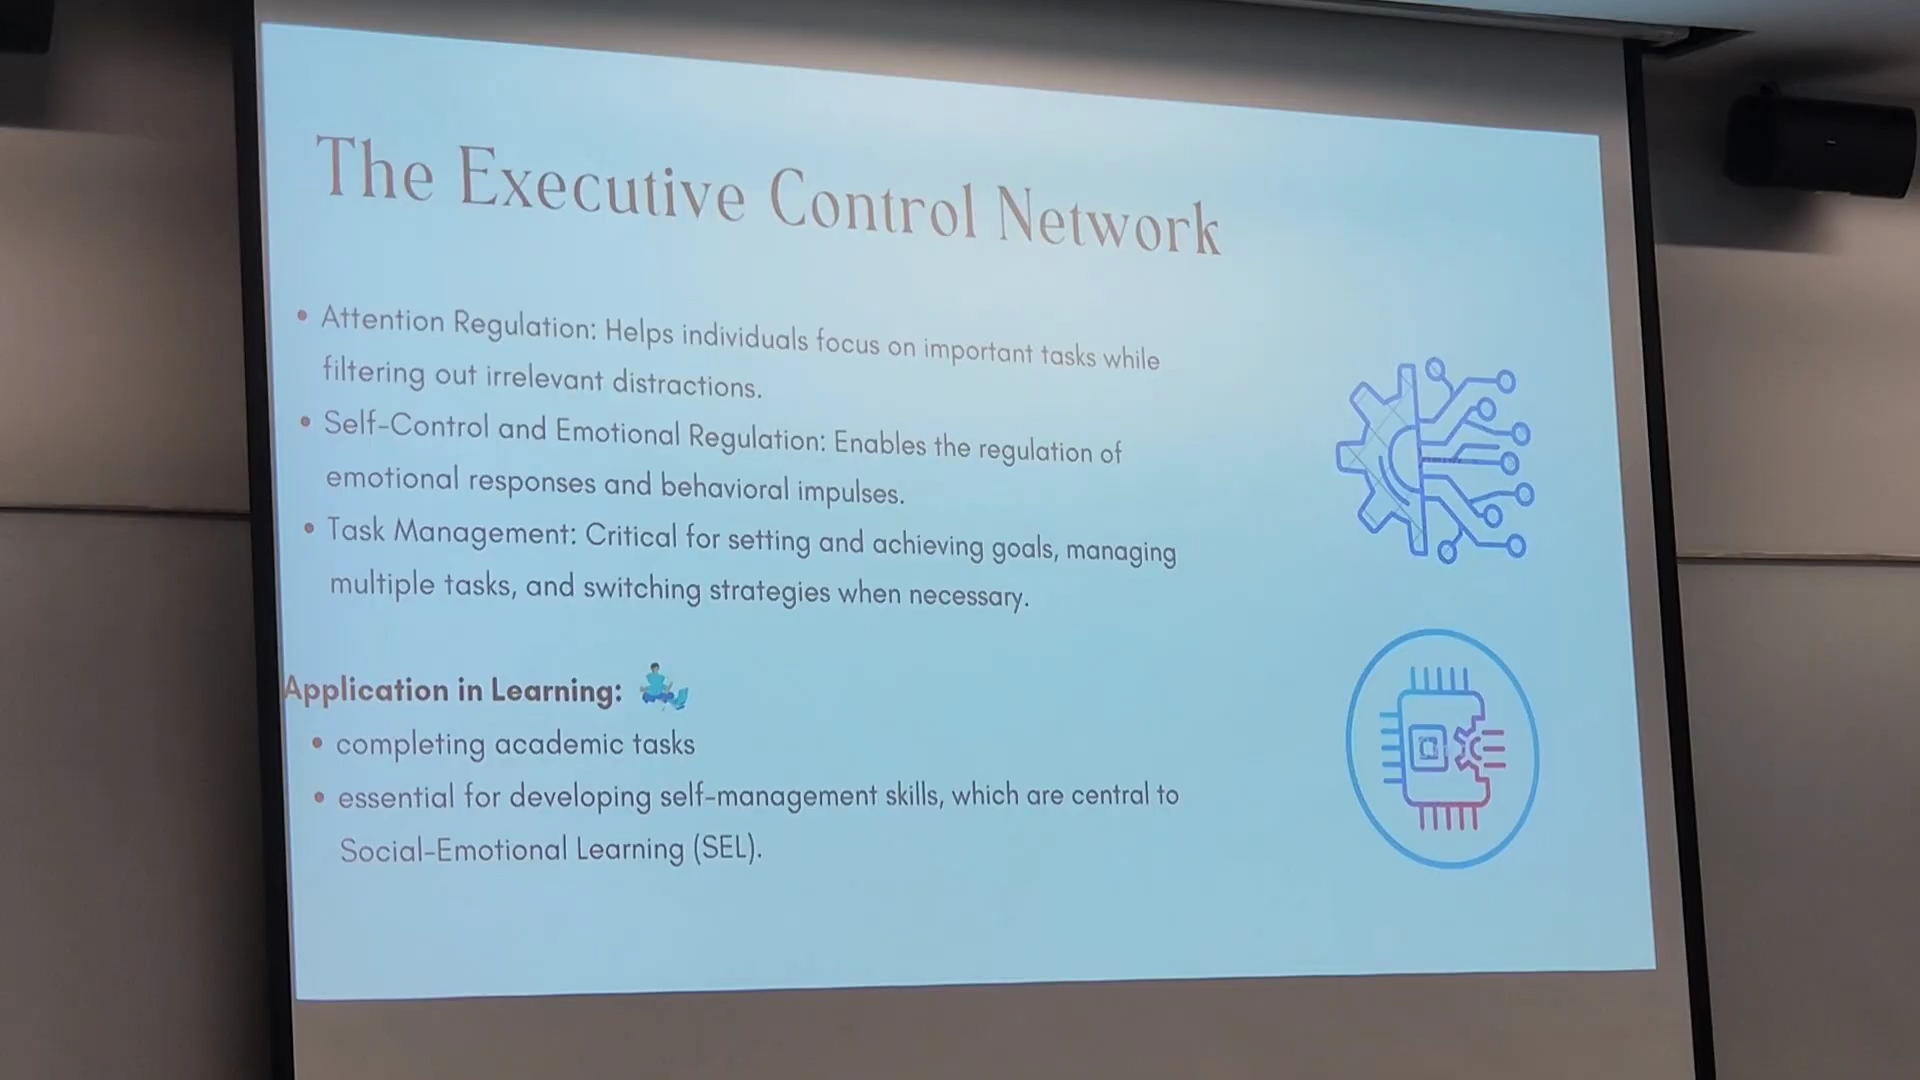 The Executive Control Network
• Attention Regulation: Helps individuals focus on important tasks while
filtering out irrelevant distractions.
• Self-Control and Emotional Regulation: Enables the regulation of
emotional responses and behavioral impulses.
• Task Management: Critical for setting and achieving goals, managing
multiple tasks, and switching strategies when necessary.
Application in Learning:
• completing academic tasks
• essential for developing self-management skills, which are central to
Social-Emotional Learning (SEL).